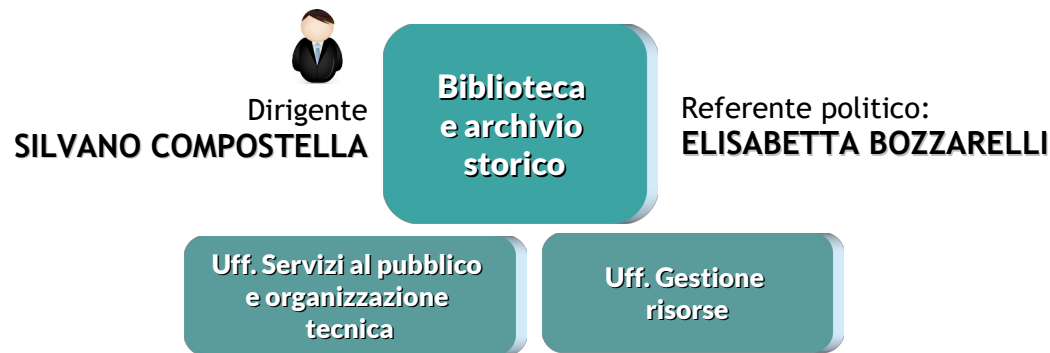 Dirigente
SILVANO COMPOSTELLA
Biblioteca
e archivio
storico
Referente politico:
ELISABETTA BOZZARELLI
Uff. Servizi al pubblico
e organizzazione
tecnica
Uff. Gestione
risorse